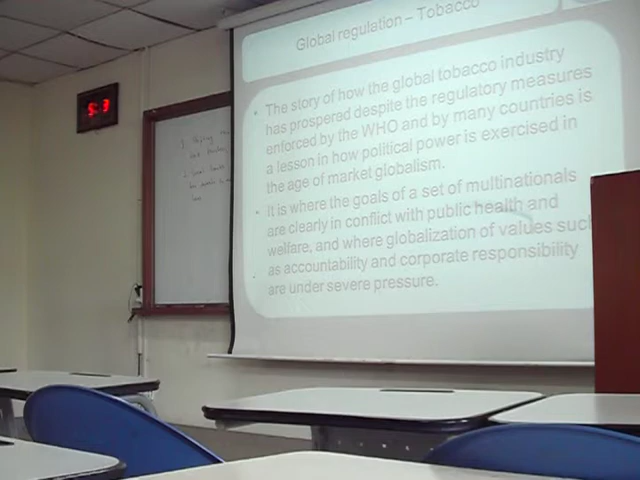 Global regulation – Tobacco
The story of how the global tobacco industry
has prospered despite the regulatory measures
enforced by the WHO and by many countries is
a lesson in how political power is exercised in
the age of market globalism.
It is where the goals of a set of multinationals
are clearly in conflict with public health and
welfare, and where globalization of values such
as accountability and corporate responsibility
are under severe pressure.